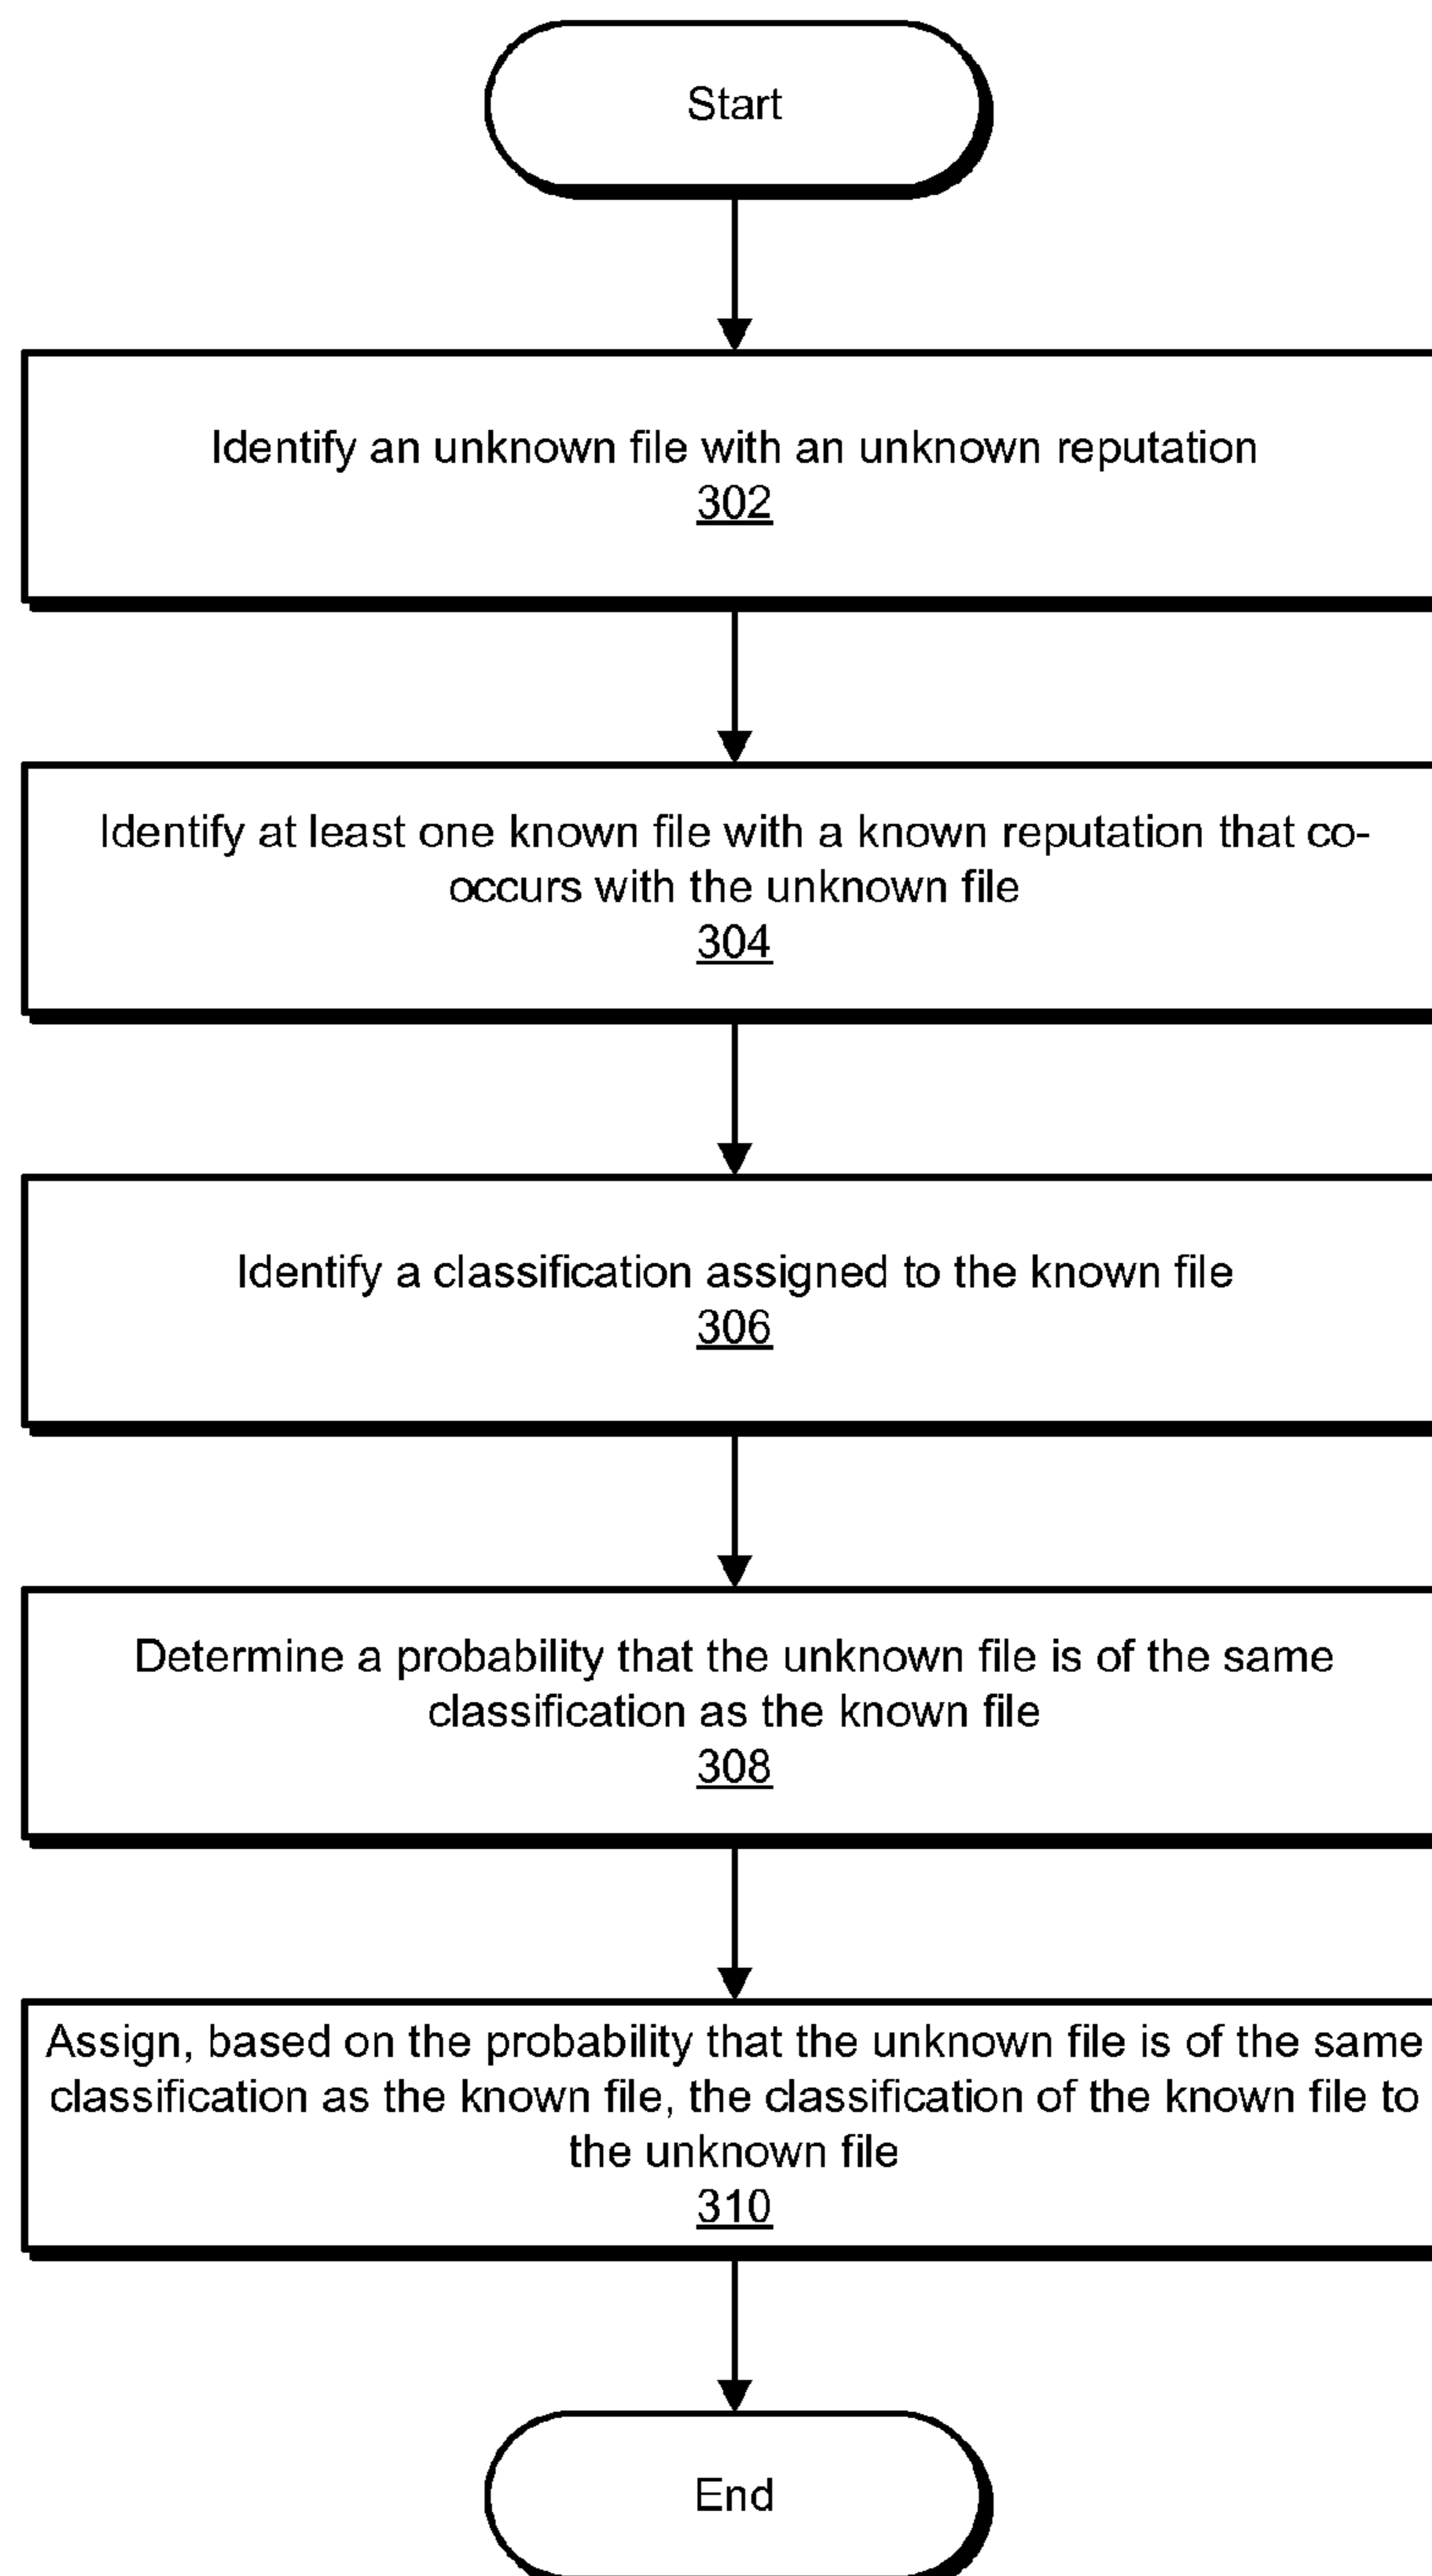 Start
Identify an unknown file with an unknown reputation
302
Identify at least one known file with a known reputation that co-
occurs with the unknown file
304
Identify a classification assigned to the known file
306
Determine a probability that the unknown file is of the same
classification as the known file
308
Assign, based on the probability that the unknown file is of the same
classification as the known file, the classification of the known file to
the unknown file
310
End